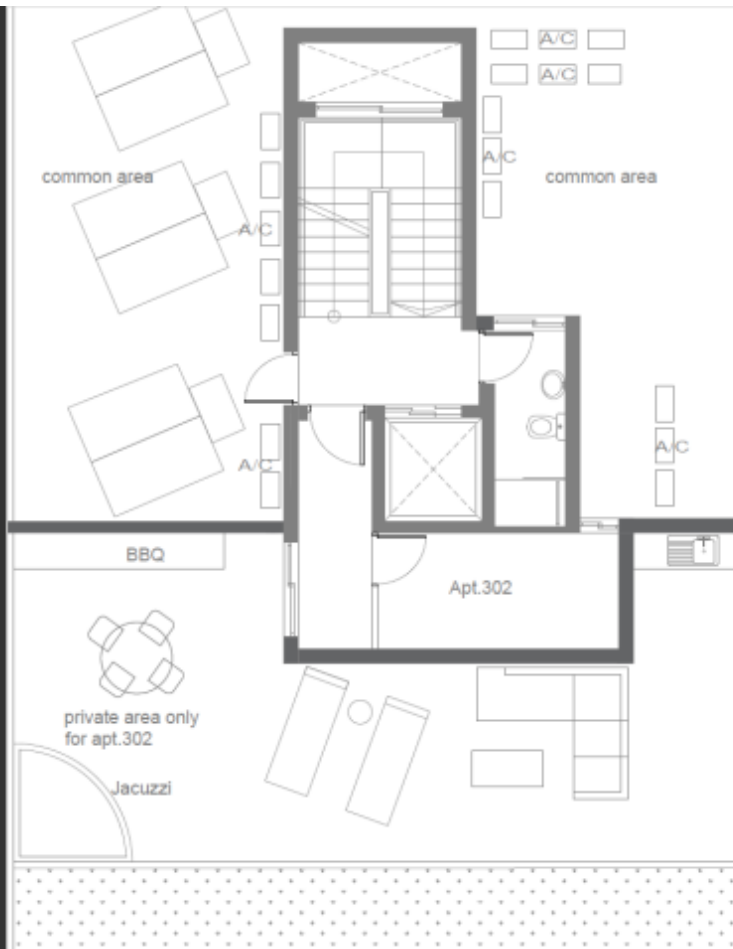 A/C
A/C
A/C
common area
common area
A/C
A/C
A/C
BBQ
Apt.302
private area only
for apt.302
Jacuzzi